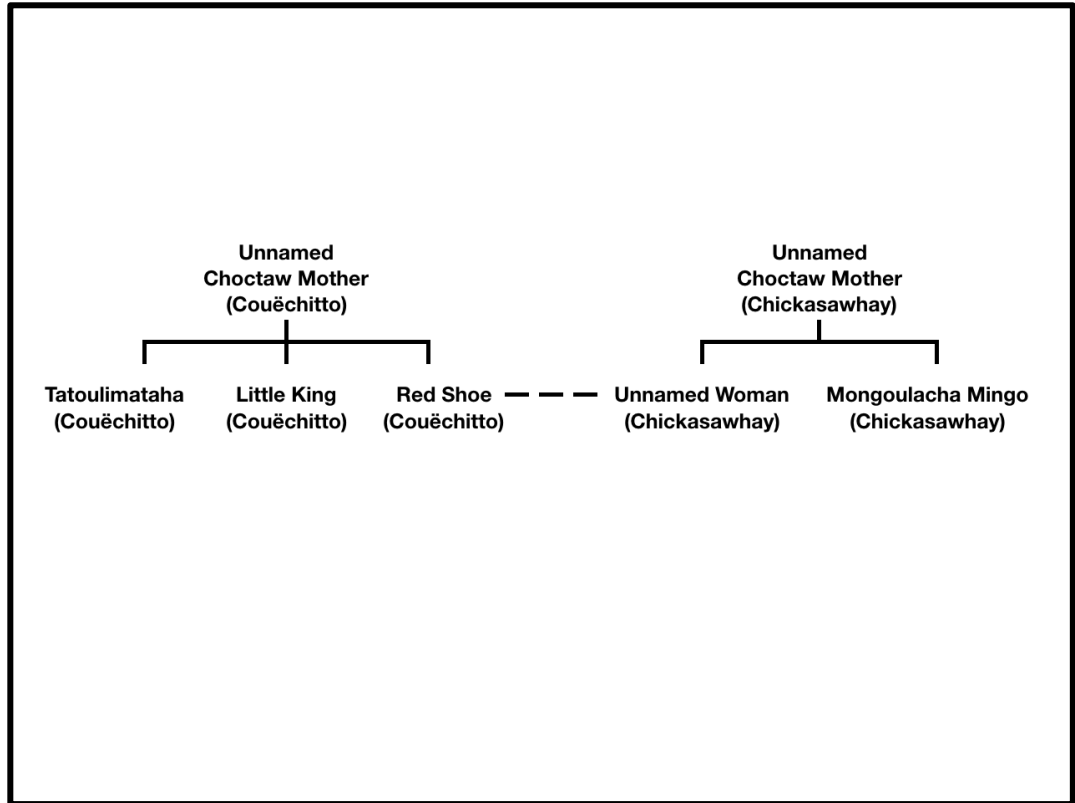 Unnamed
Choctaw Mother
(Couëchitto)
Unnamed
Choctaw Mother
(Chickasawhay)
Tatoulimataha
(Couëchitto)
Little King
(Couëchitto)
Red Shoe
(Couëchitto)
Unnamed Woman
(Chickasawhay)
Mongoulacha Mingo
(Chickasawhay)